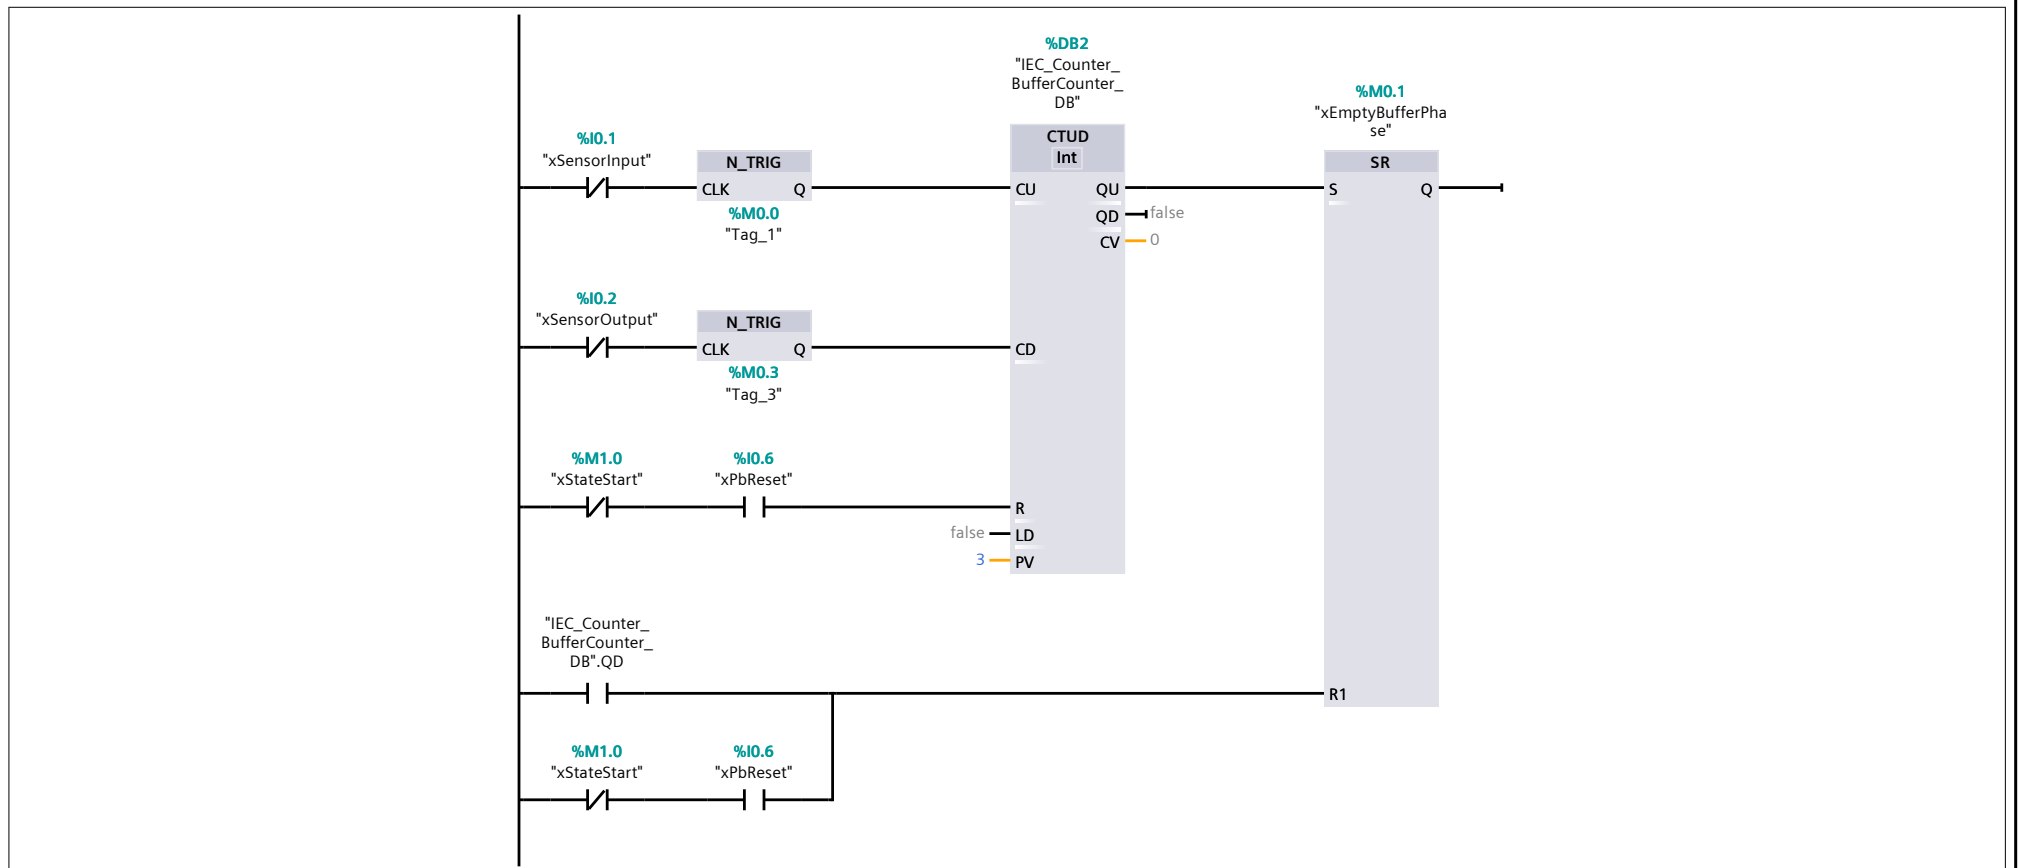 %DB2
"IEC_Counter_
BufferCounter_
DB"
%M0.1
"xEmptyBufferPha
se"
%I0.1
"xSensorInput"
N_TRIG
CLK Q
%M0.0
"Tag_1"
CTUD
Int
CU QU
QD false
CV 0
SR
S Q
%I0.2
"xSensorOutput"
N_TRIG
CLK Q
%M0.3
"Tag_3"
CD
%M1.0
"xStateStart"
%I0.6
"xPbReset"
R
false LD
3 PV
"IEC_Counter_
BufferCounter_
DB".QD
R1
%M1.0
"xStateStart"
%I0.6
"xPbReset"